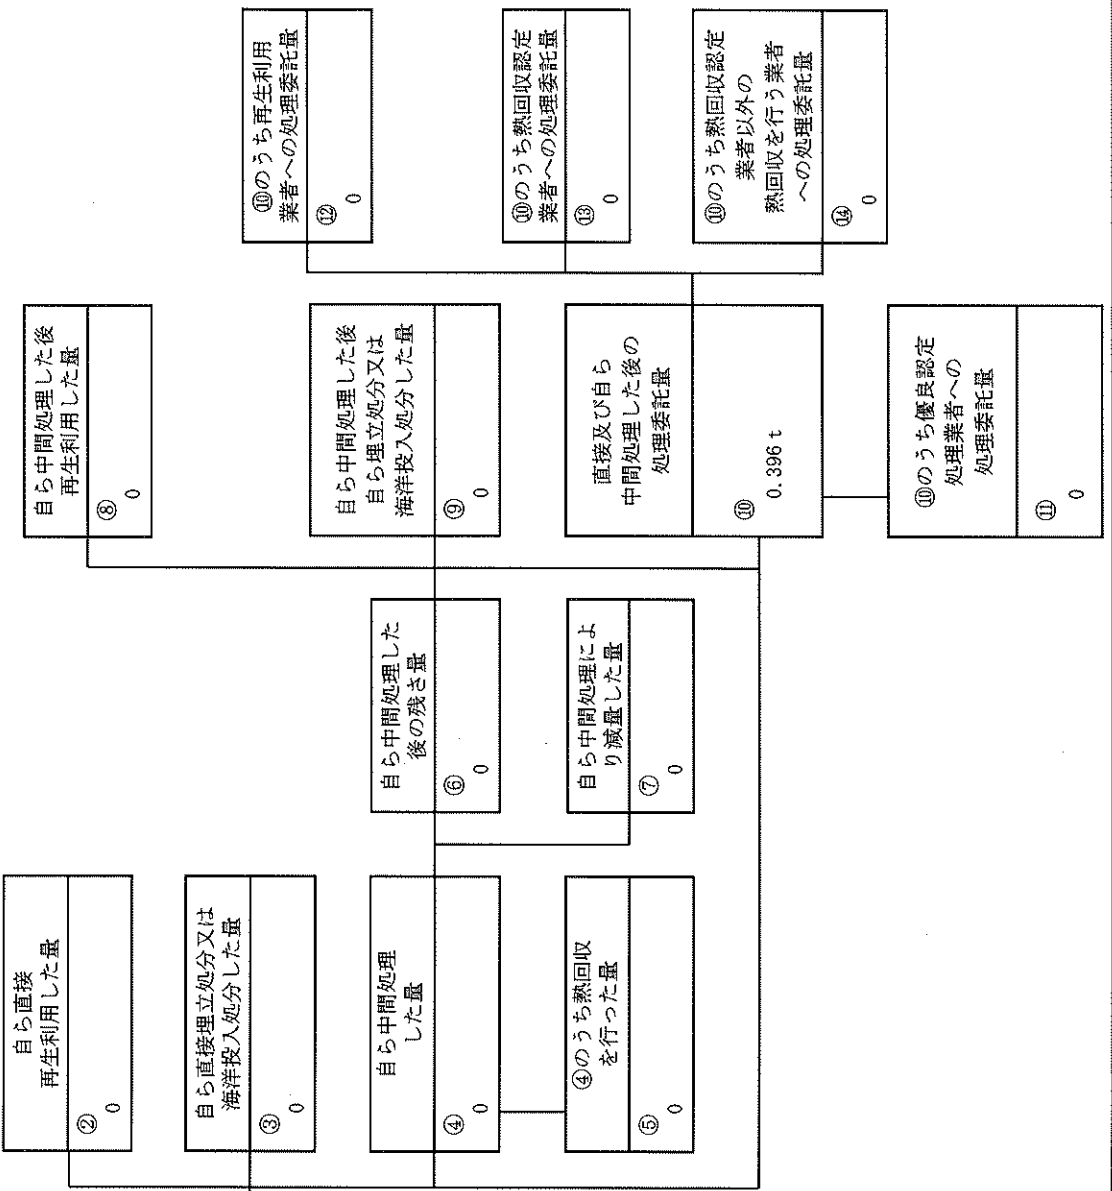 自ら直接
再生利用した量
②
0
自ら直接埋立処分又は
海洋投入処分した量
③
0
自ら中間処理
した量
④
0
④のうち熱回収
を行った量
⑤
0
自ら中間処理した
後の残さ量
⑥
0
自ら中間処理によ
り減量した量
⑦
0
自ら中間処理した後
再生利用した量
⑧
0
自ら中間処理した後
自ら埋立処分又は
海洋投入処分した量
⑨
0
直接及び自ら
中間処理した後の
処理委託量
⑩
0.396ｔ
⑩のうち優良認定
処理業者への
処理委託量
⑪
0
⑩のうち再生利用
業者への処理委託量
⑫
0
⑩のうち熱回収認定
業者への処理委託量
⑬
0
⑩のうち熱回収認定
業者以外の
熱回収を行う業者
への処理委託量
⑭
0